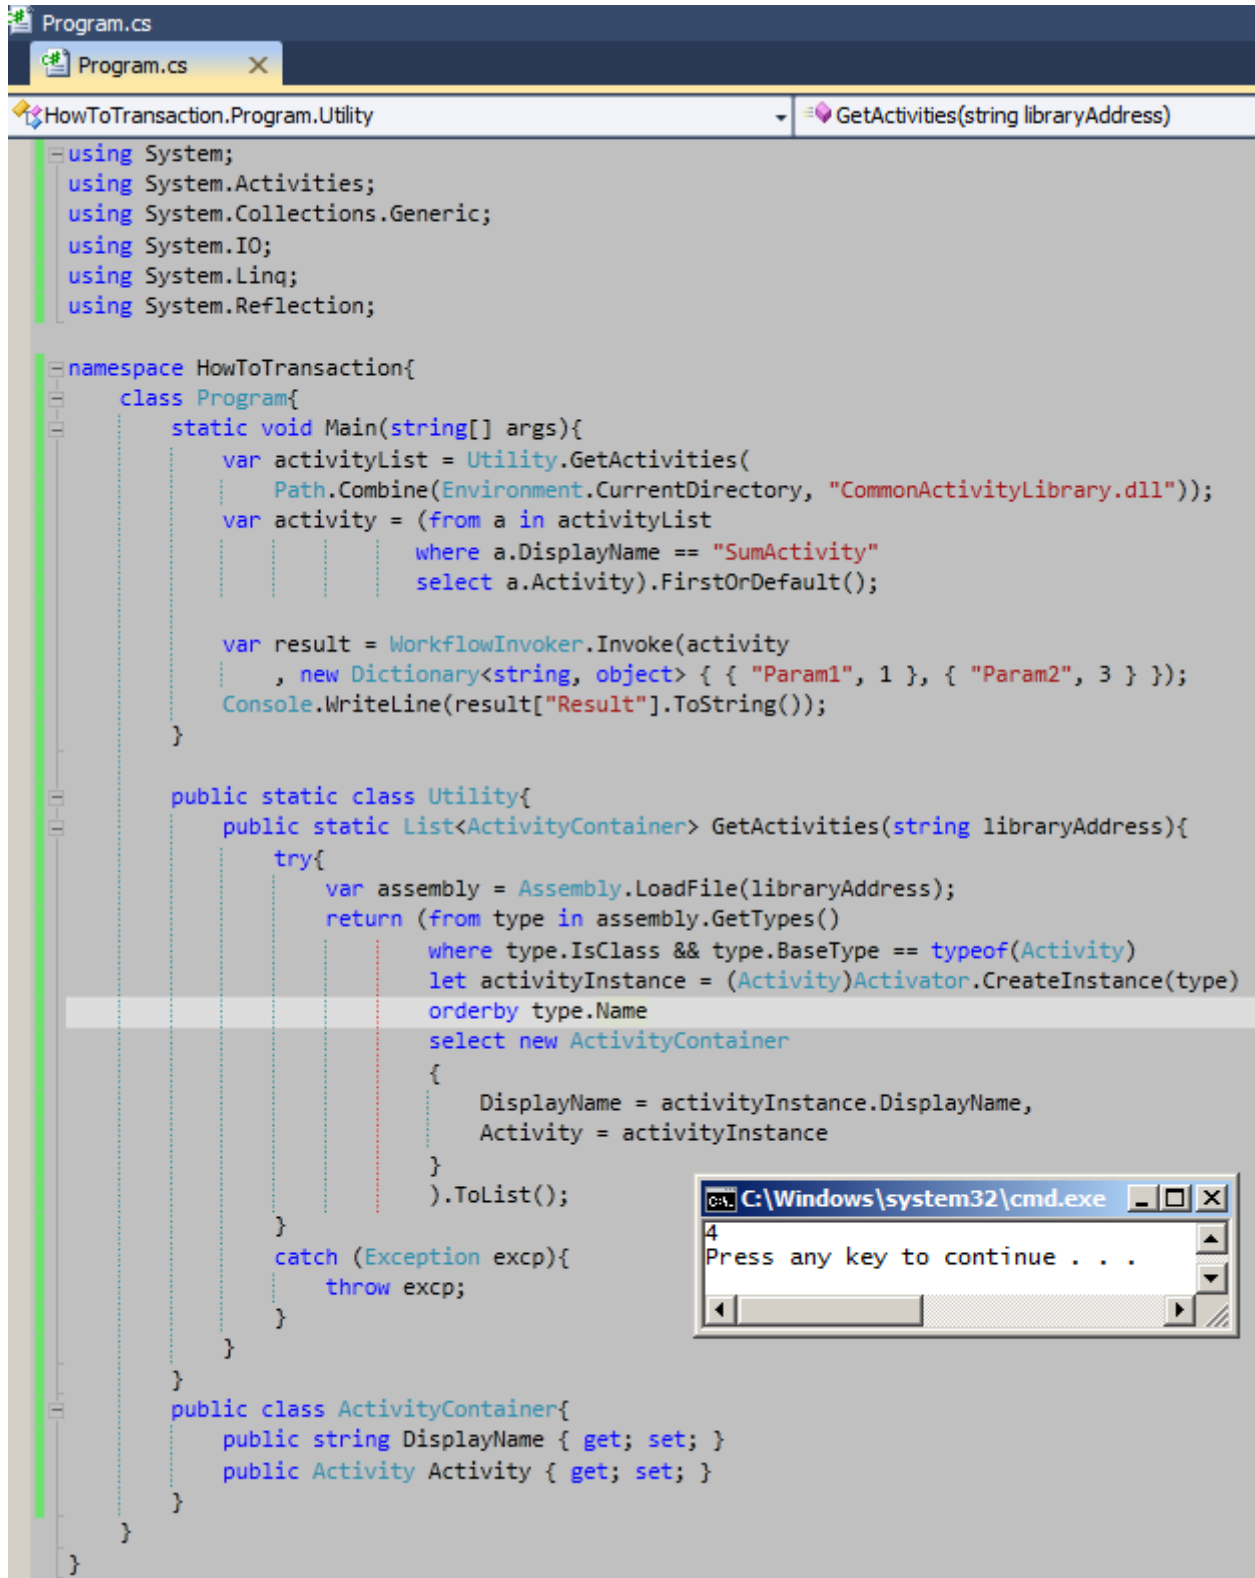 Program.cs
Program.cs
HowToTransaction.Program.Utility
GetActivities(string libraryAddress)
using System;
using System.Activities;
using System.Collections.Generic;
using System.IO;
using System.Linq;
using System.Reflection;
namespace HowToTransaction{
class Program{
static void Main(string[] args){
var activityList = Utility.GetActivities(
Path.Combine(Environment.CurrentDirectory, "CommonActivityLibrary.dll"));
var activity = (from a in activityList
where a.DisplayName == "SumActivity"
select a.Activity).FirstOrDefault();
var result = WorkflowInvoker.Invoke(activity
, new Dictionary<string, object> { { "Param1", 1 }, { "Param2", 3 } });
Console.WriteLine(result["Result"].ToString());
}
public static class Utility{
public static List<ActivityContainer> GetActivities(string libraryAddress){
try{
var assembly = Assembly.LoadFile(libraryAddress);
return (from type in assembly.GetTypes()
where type.IsClass && type.BaseType == typeof(Activity)
let activityInstance = (Activity)Activator.CreateInstance(type)
orderby type.Name
select new ActivityContainer
{
DisplayName = activityInstance.DisplayName,
Activity = activityInstance
}
).ToList();
}
catch (Exception excp){
throw excp;
}
}
}
public class ActivityContainer{
public string DisplayName { get; set; }
public Activity Activity { get; set; }
}
}
}
C:\Windows\system32\cmd.exe
4
Press any key to continue . . .